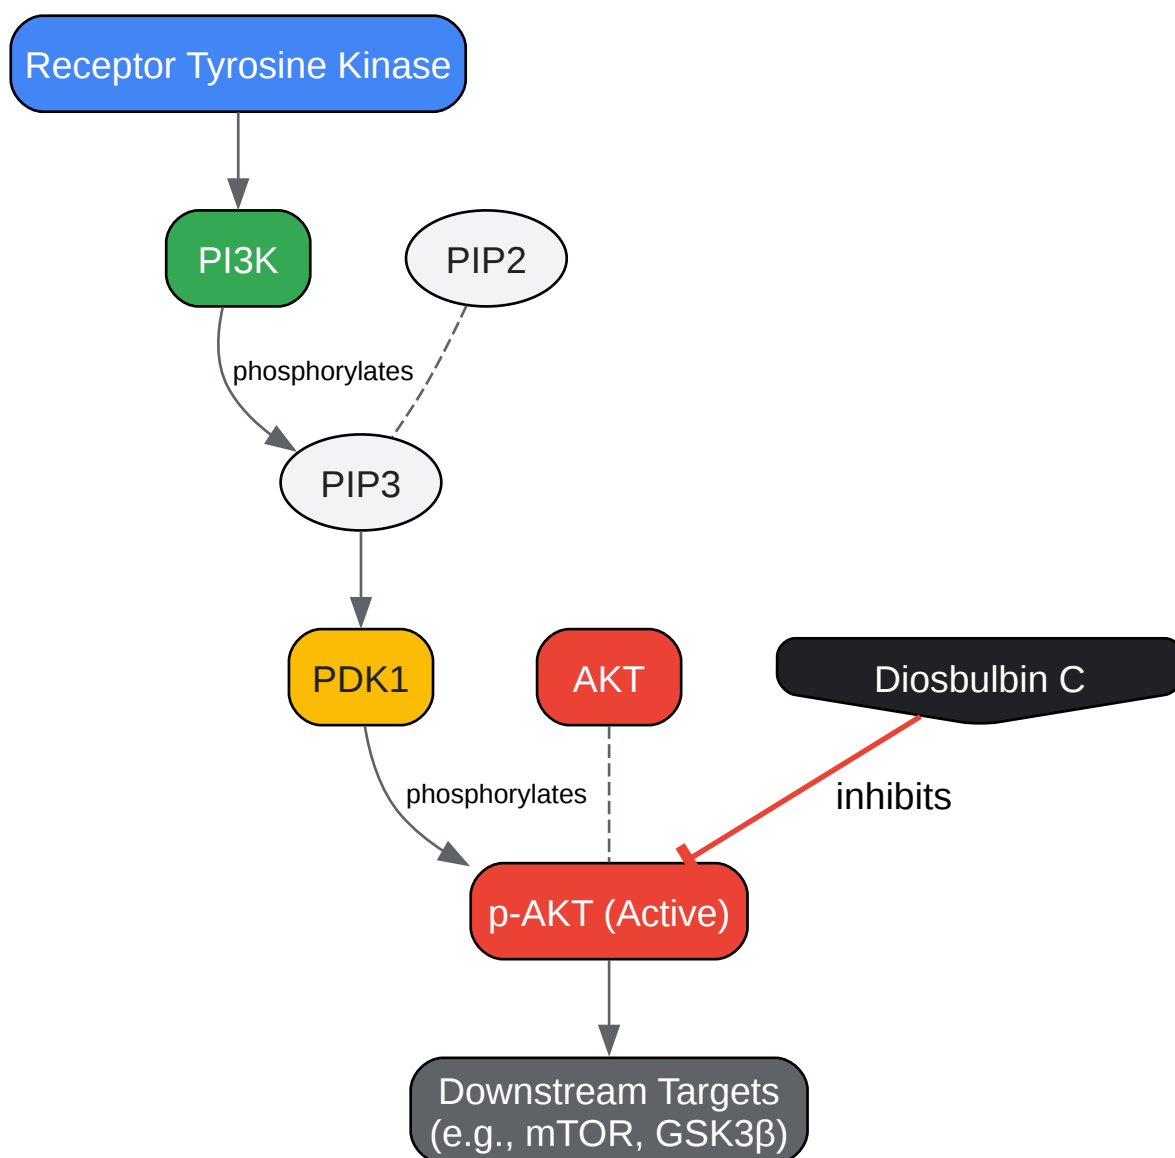 Receptor Tyrosine Kinase
PI3K
PIP2
phosphorylates
PIP3
PDK1
AKT
Diosbulbin C
phosphorylates
inhibits
p-AKT (Active)
Downstream Targets
(e.g., mTOR, GSK3β)